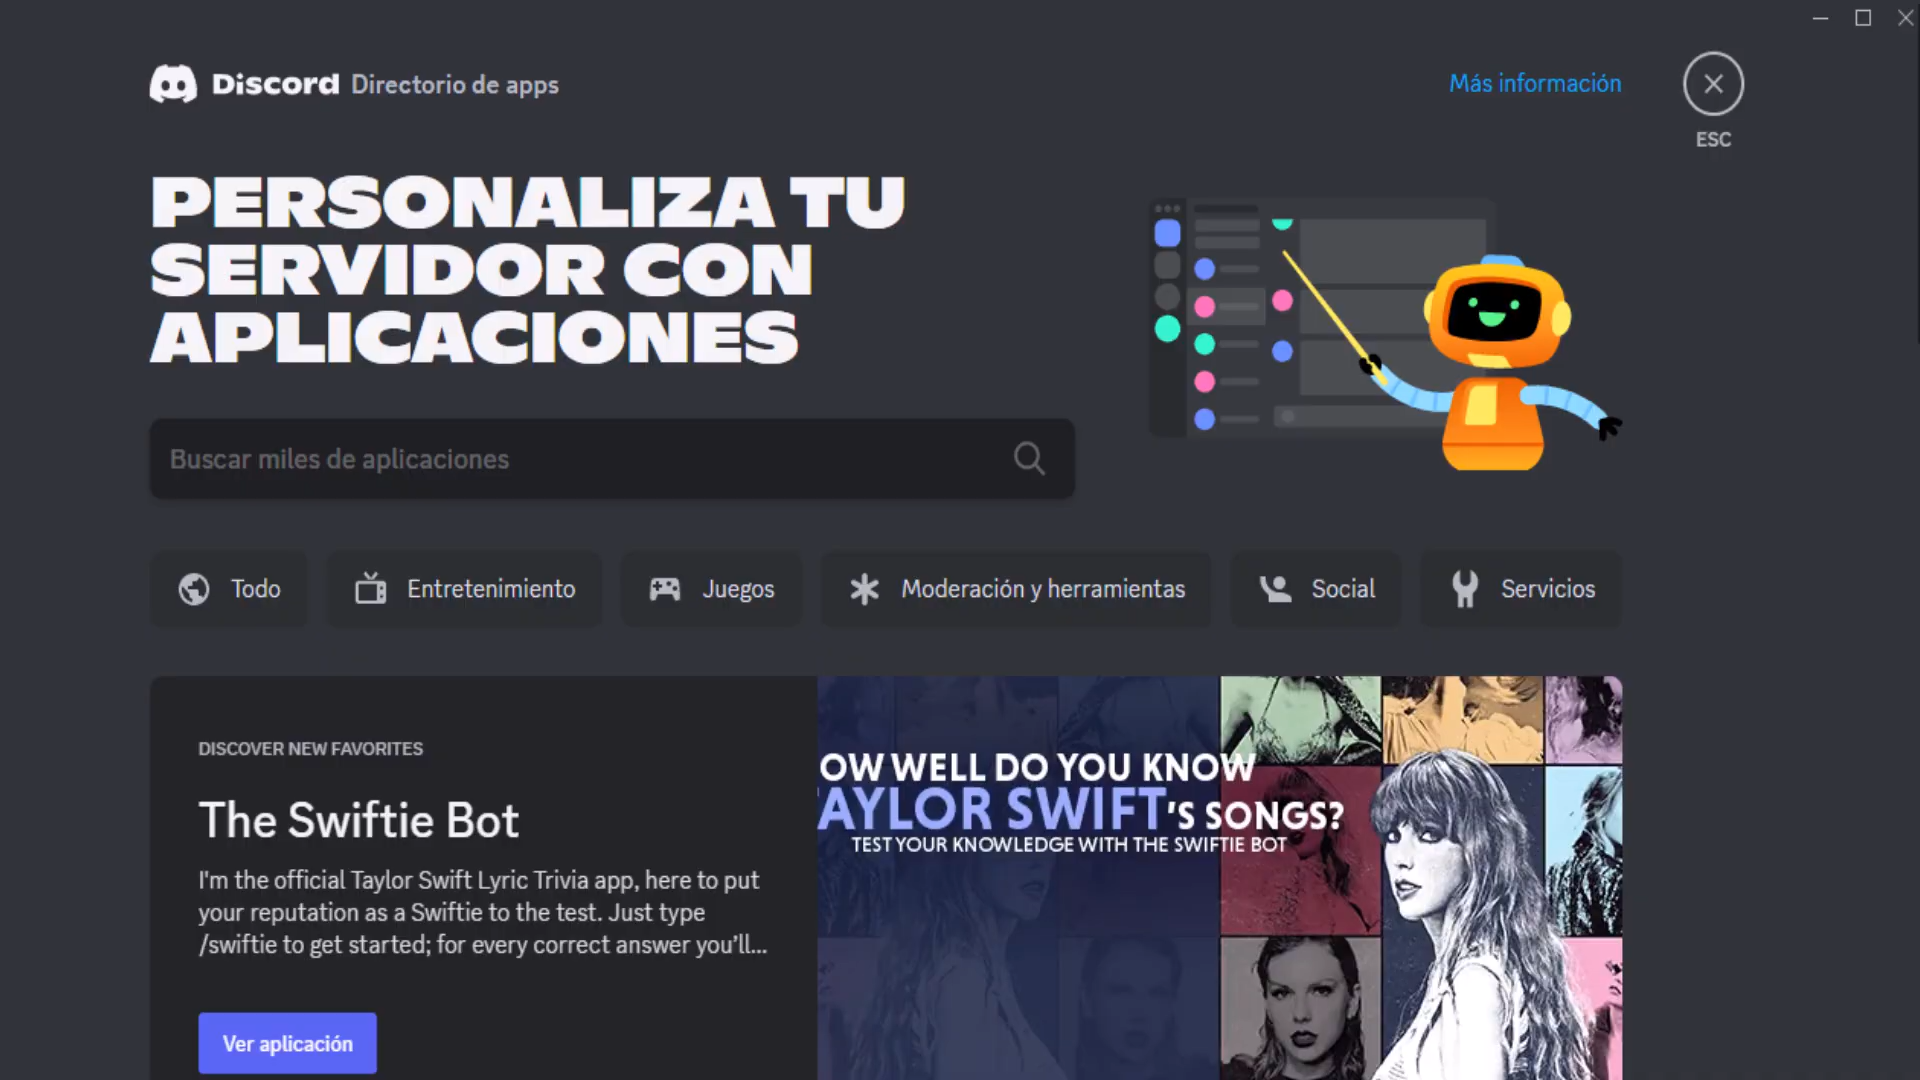 Discord Directorio de apps
Más información
ESC
PERSONALIZA TU
SERVIDOR CON
APLICACIONES
Buscar miles de aplicaciones
Todo
Entretenimiento
Juegos
Moderación y herramientas
Social
Servicios
DISCOVER NEW FAVORITES
The Swiftie Bot
I'm the official Taylor Swift Lyric Trivia app, here to put
your reputation as a Swiftie to the test. Just type
/swiftie to get started; for every correct answer you’ll...
Ver aplicación
OW WELL DO YOU KNOW
AYLOR SWIFT'S SONGS?
TEST YOUR KNOWLEDGE WITH THE SWIFTIE BOT